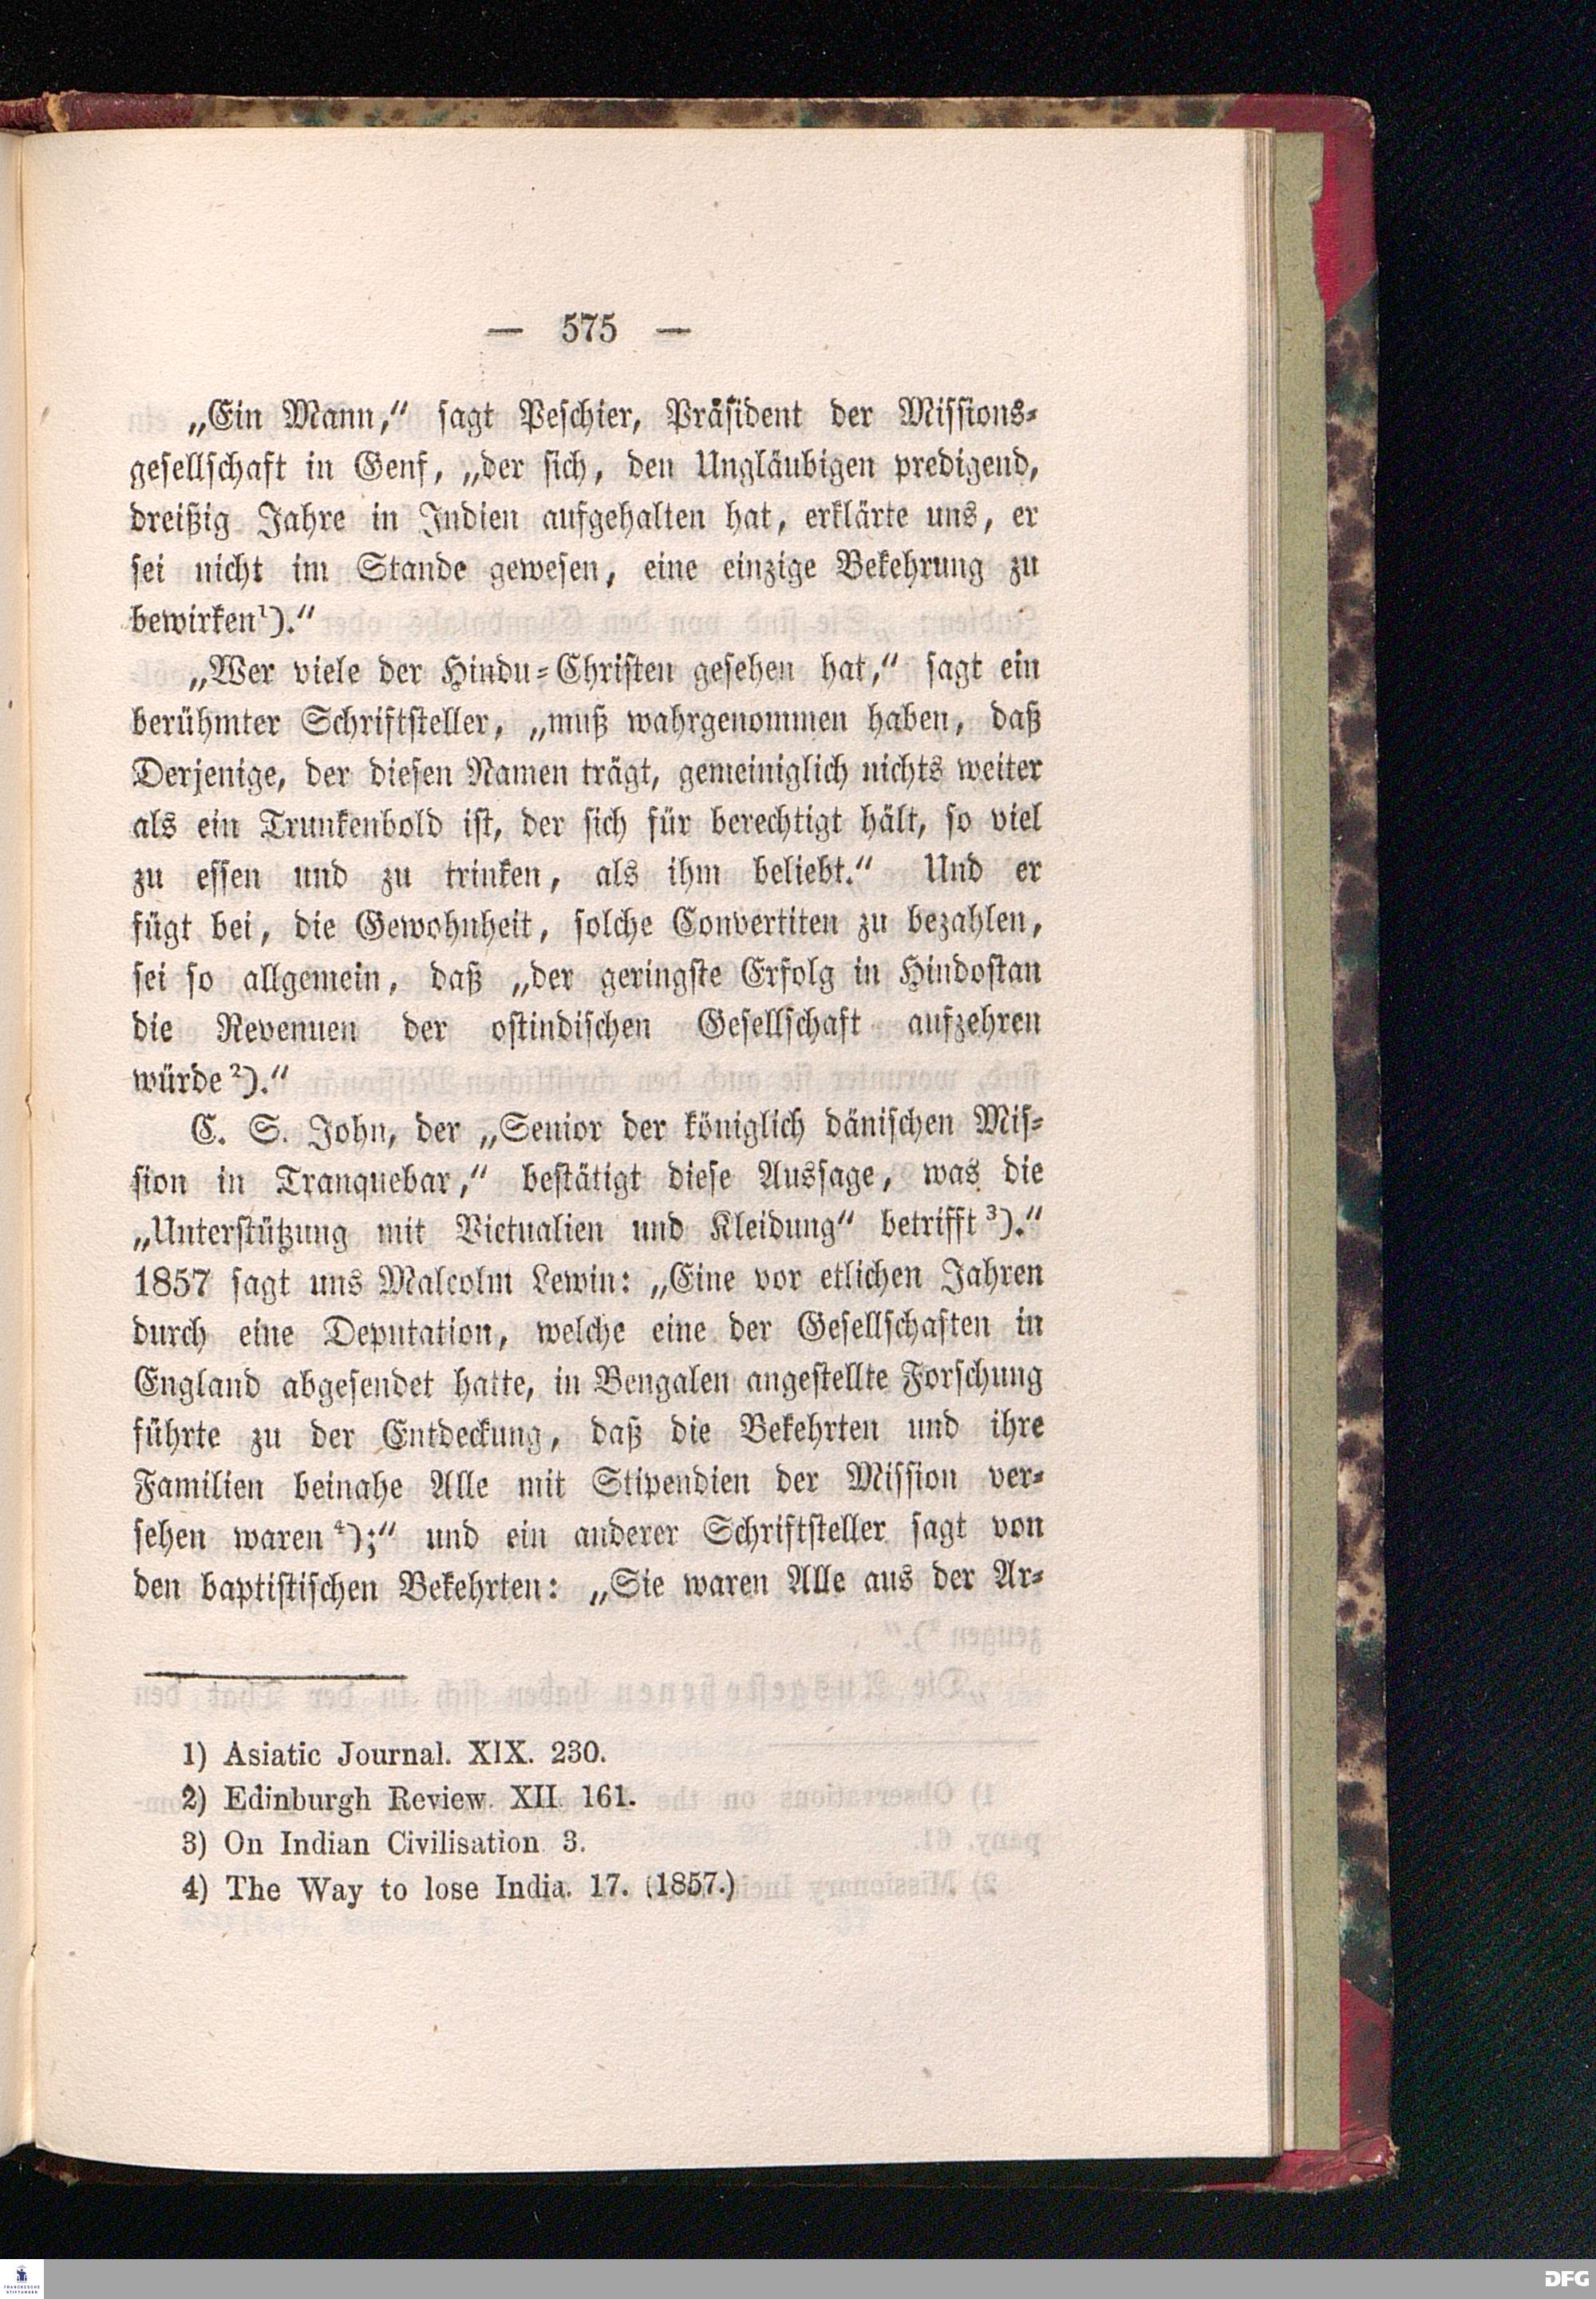 — 575 —
„Ein Mann,“ sagt Peschier, Präsident der Missions-
gesellschaft in Genf, „der sich, den Ungläubigen predigend,
dreißig Jahre in Indien aufgehalten hat, erklärte uns, er
sei nicht im Stande gewesen, eine einzige Bekehrung zu
bewirken¹).“
„Wer viele der Hindu-Christen gesehen hat,“ sagt ein
berühmter Schriftsteller, „muß wahrgenommen haben, daß
Derjenige, der diesen Namen trägt, gemeiniglich nichts weiter
als ein Trunkenbold ist, der sich für berechtigt hält, so viel
zu essen und zu trinken, als ihm beliebt.“ Und er
fügt bei, die Gewohnheit, solche Convertiten zu bezahlen,
sei so allgemein, daß „der geringste Erfolg in Hindostan
die Revenuen der ostindischen Gesellschaft aufzehren
würde²).“
C. S. John, der „Senior der königlich dänischen Mis-
sion in Tranquebar,“ bestätigt diese Aussage, was die
„Unterstützung mit Victualien und Kleidung“ betrifft³).“
1857 sagt uns Malcolm Lewin: „Eine vor etlichen Jahren
durch eine Deputation, welche eine der Gesellschaften in
England abgesendet hatte, in Bengalen angestellte Forschung
führte zu der Entdeckung, daß die Bekehrten und ihre
Familien beinahe Alle mit Stipendien der Mission ver-
sehen waren⁴);“ und ein anderer Schriftsteller sagt von
den baptistischen Bekehrten: „Sie waren Alle aus der Ar-
1) Asiatic Journal. XIX. 230.
2) Edinburgh Review. XII. 161.
3) On Indian Civilisation 3.
4) The Way to lose India. 17. (1857.)
FRANCKESCHE
STIFTUNGEN
DFG